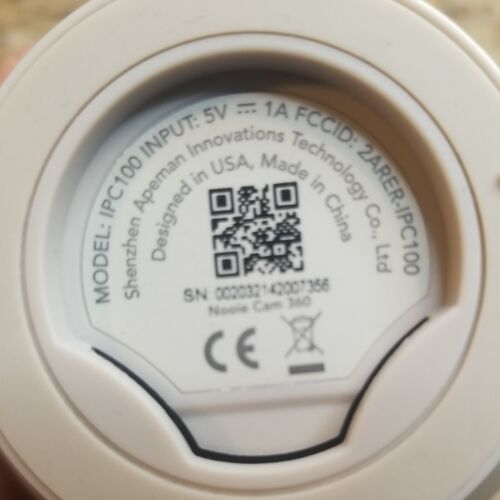 MODEL: IPC100 INPUT: 5V ⎓ 1A FCCID: 2ARER-IPC100
Shenzhen Apeman Innovations Technology Co., Ltd
Designed in USA, Made in China
SN: 002032142007356
Nooie Cam 360
CE